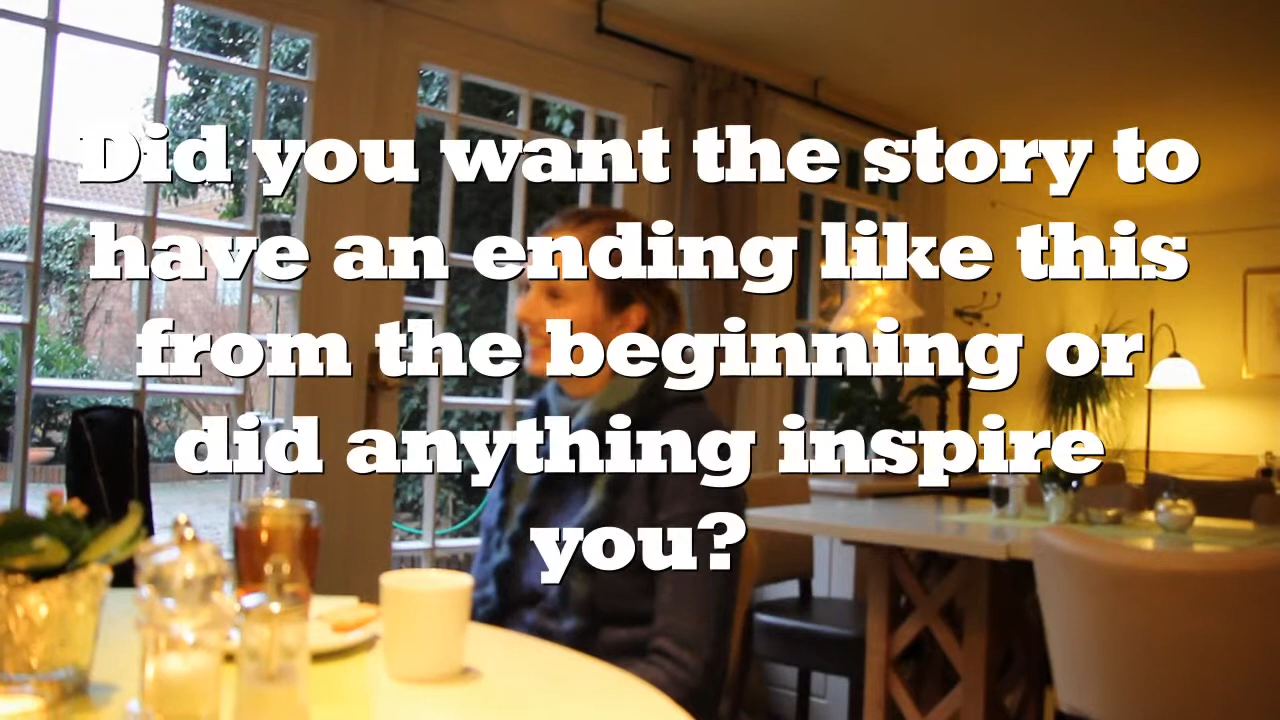 Did you want the story to
have an ending like this
from the beginning or
did anything inspire
you?